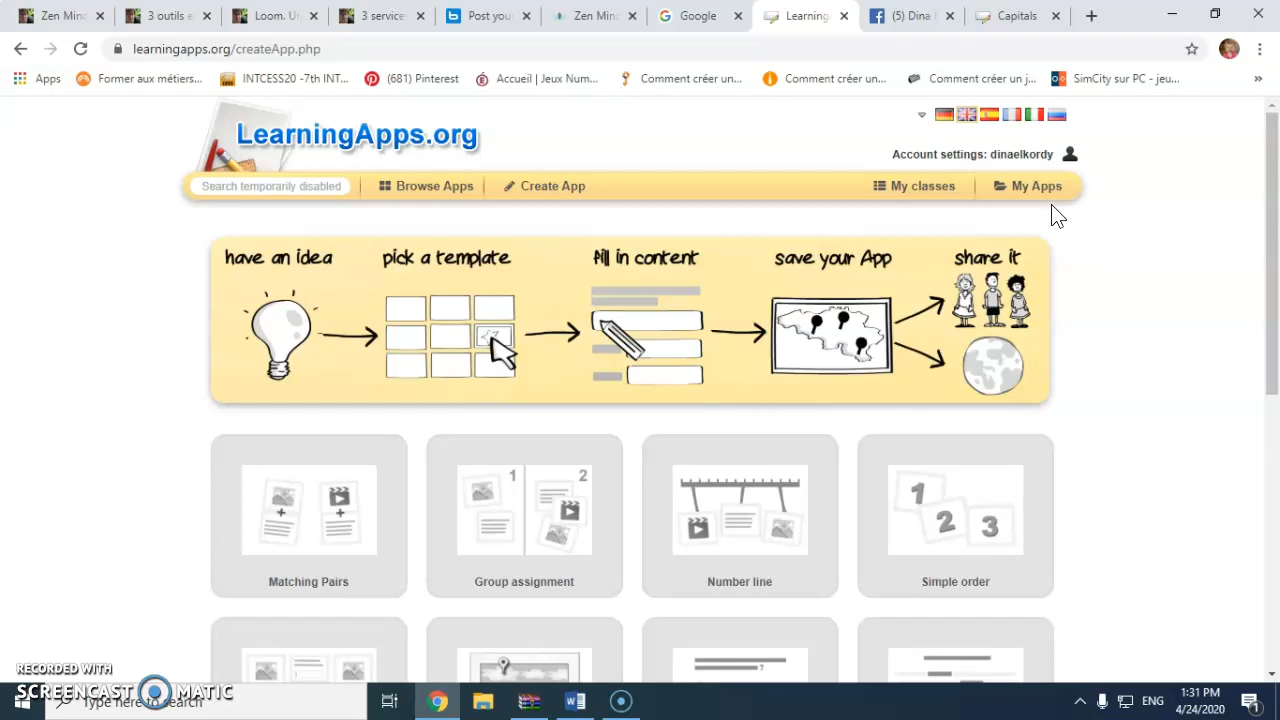 Zen Mind
3 outils e
Loom. Us
3 service
Post your
Zen Mind
Google
Learning
(5) Dina
Capitals
learningapps.org/createApp.php
Apps
Former aux métiers...
INTCESS20 -7th INT...
(681) Pinterest
Accueil | Jeux Num...
Comment créer un...
Comment créer un...
Comment créer un j...
SimCity sur PC - jeu...
LearningApps.org
Account settings: dinaelkordy
Search temporarily disabled
Browse Apps
Create App
My classes
My Apps
have an idea
pick a template
fill in content
save your App
share it
1
2
1
2
3
Matching Pairs
Group assignment
Number line
Simple order
?
RECORDED WITH
SCREENCAST MATIC
Type here to search
ENG
1:31 PM
4/24/2020
1